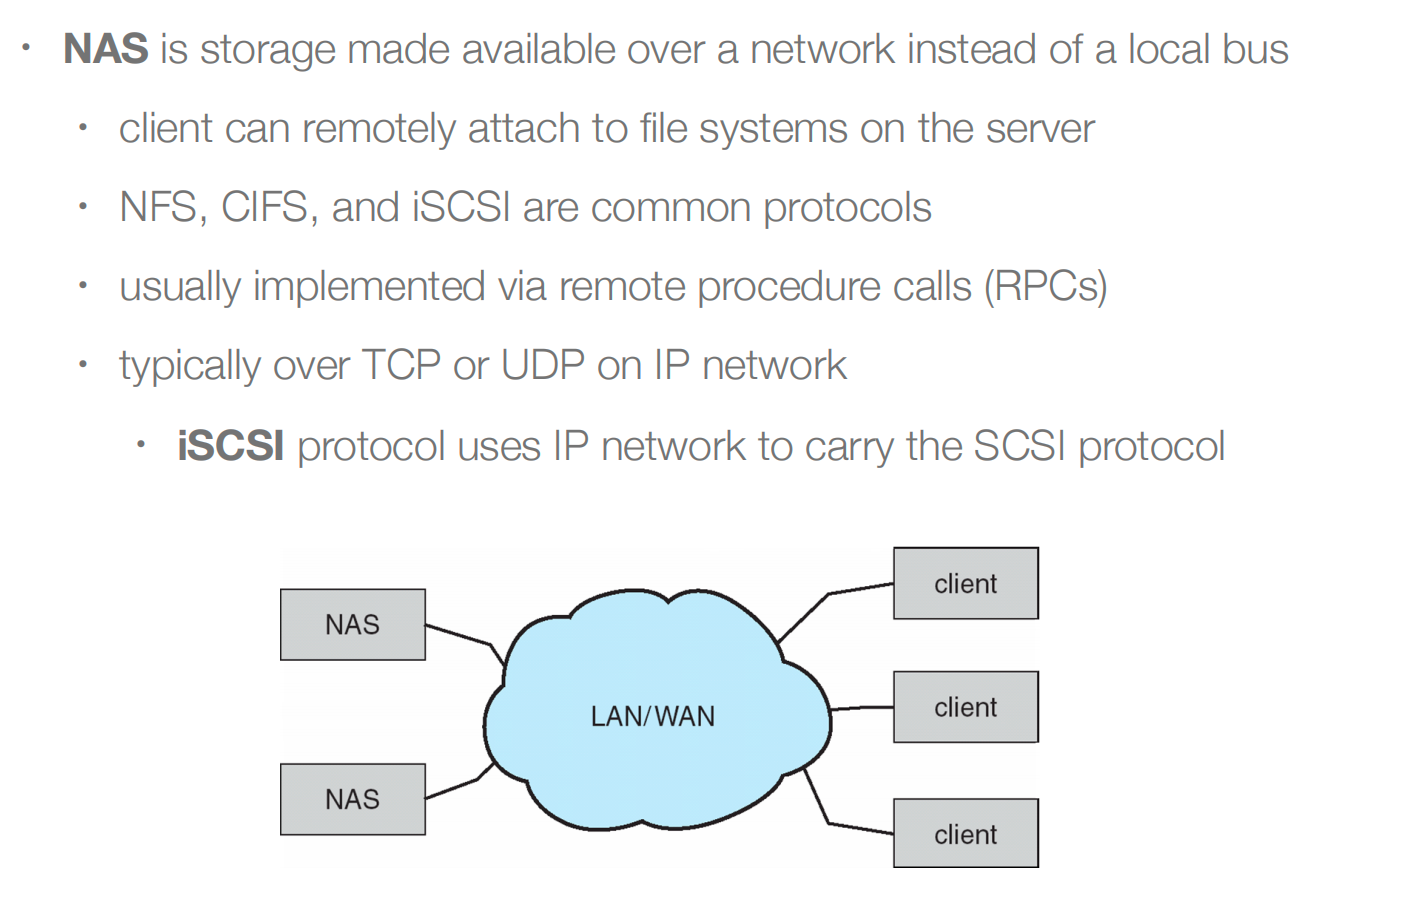 • NAS is storage made available over a network instead of a local bus
• client can remotely attach to file systems on the server
• NFS, CIFS, and iSCSI are common protocols
• usually implemented via remote procedure calls (RPCs)
• typically over TCP or UDP on IP network
• iSCSI protocol uses IP network to carry the SCSI protocol
client
NAS
client
LAN/WAN
NAS
client